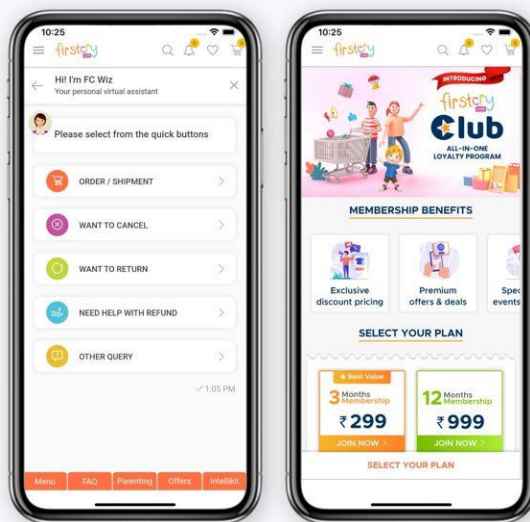 10:25
firstcry
Hi! I'm FC Wiz
Your personal virtual assistant
Please select from the quick buttons
ORDER / SHIPMENT
WANT TO CANCEL
WANT TO RETURN
NEED HELP WITH REFUND
OTHER QUERY
1:05 PM
Menu FAQ Parenting Offers Intellikit
10:25
firstcry
INTRODUCING
firstcry
Club
ALL-IN-ONE
LOYALTY PROGRAM
MEMBERSHIP BENEFITS
Exclusive
discount pricing
Premium
offers & deals
Spec
events
SELECT YOUR PLAN
Best Value
3 Months
Membership
₹ 299
JOIN NOW >
12 Months
Membership
₹ 999
JOIN NOW >
SELECT YOUR PLAN